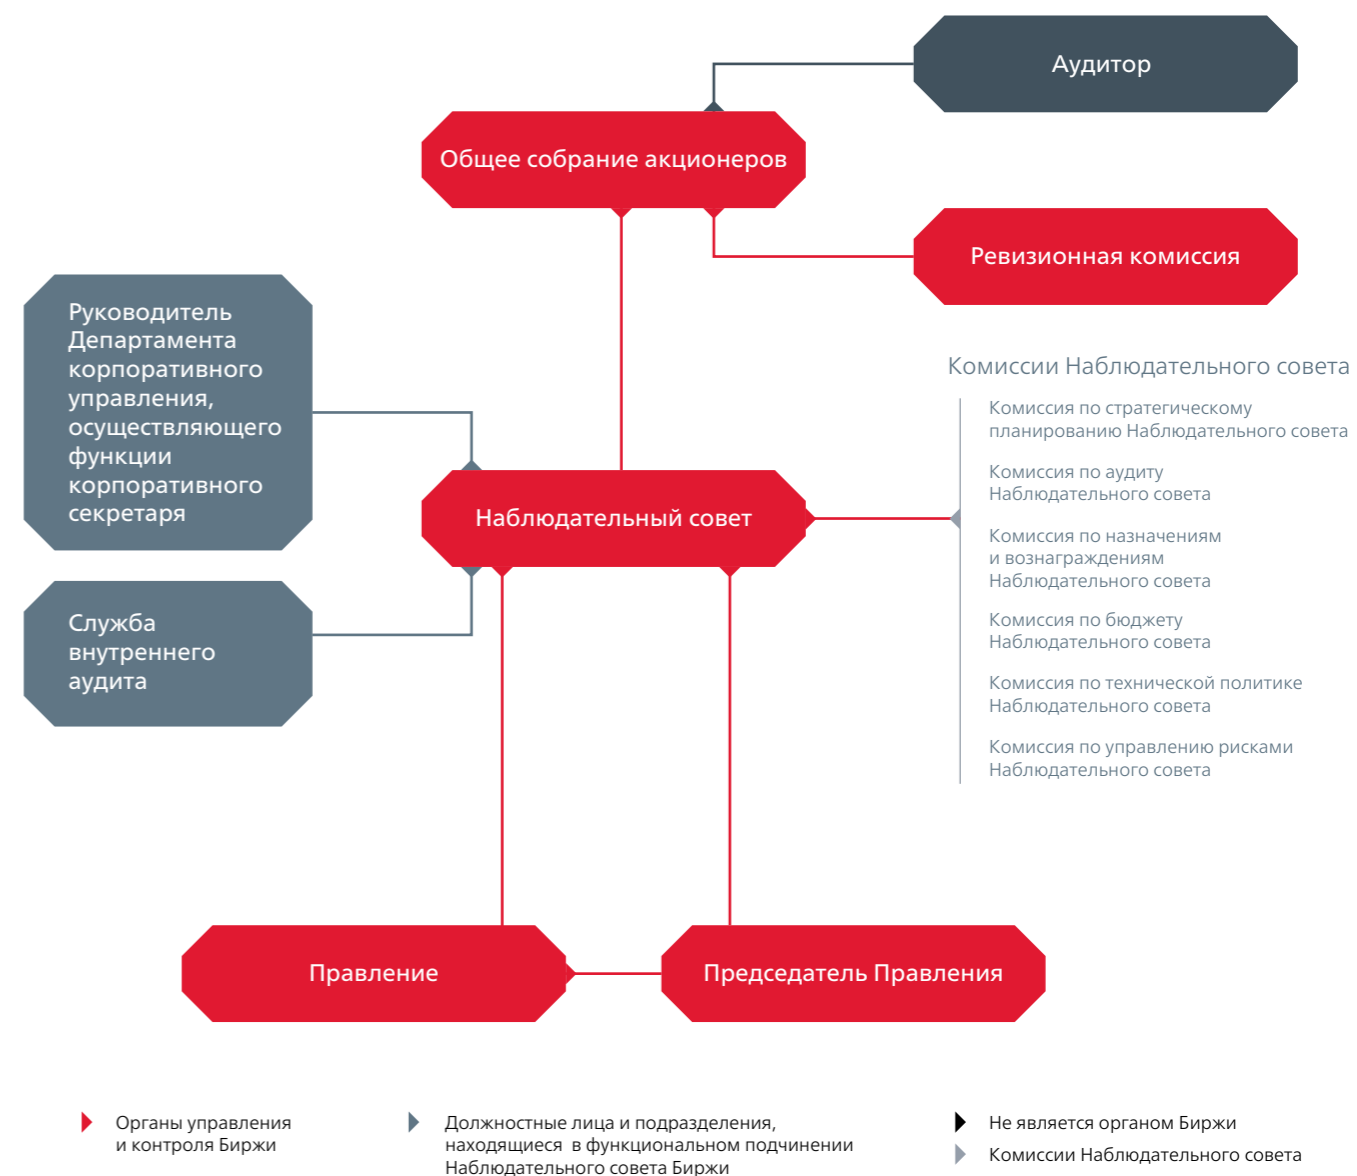 Аудитор
Общее собрание акционеров
Ревизионная комиссия
Руководитель
Департамента
корпоративного
управления,
осуществляющего
функции
корпоративного
секретаря
Комиссии Наблюдательного совета
Комиссия по стратегическому
планированию Наблюдательного совета
Комиссия по аудиту
Наблюдательного совета
Комиссия по назначениям
и вознаграждениям
Наблюдательного совета
Комиссия по бюджету
Наблюдательного совета
Комиссия по технической политике
Наблюдательного совета
Комиссия по управлению рисками
Наблюдательного совета
Наблюдательный совет
Служба
внутреннего
аудита
Правление
Председатель Правления
Органы управления
и контроля Биржи
Должностные лица и подразделения,
находящиеся в функциональном подчинении
Наблюдательного совета Биржи
Не является органом Биржи
Комиссии Наблюдательного совета